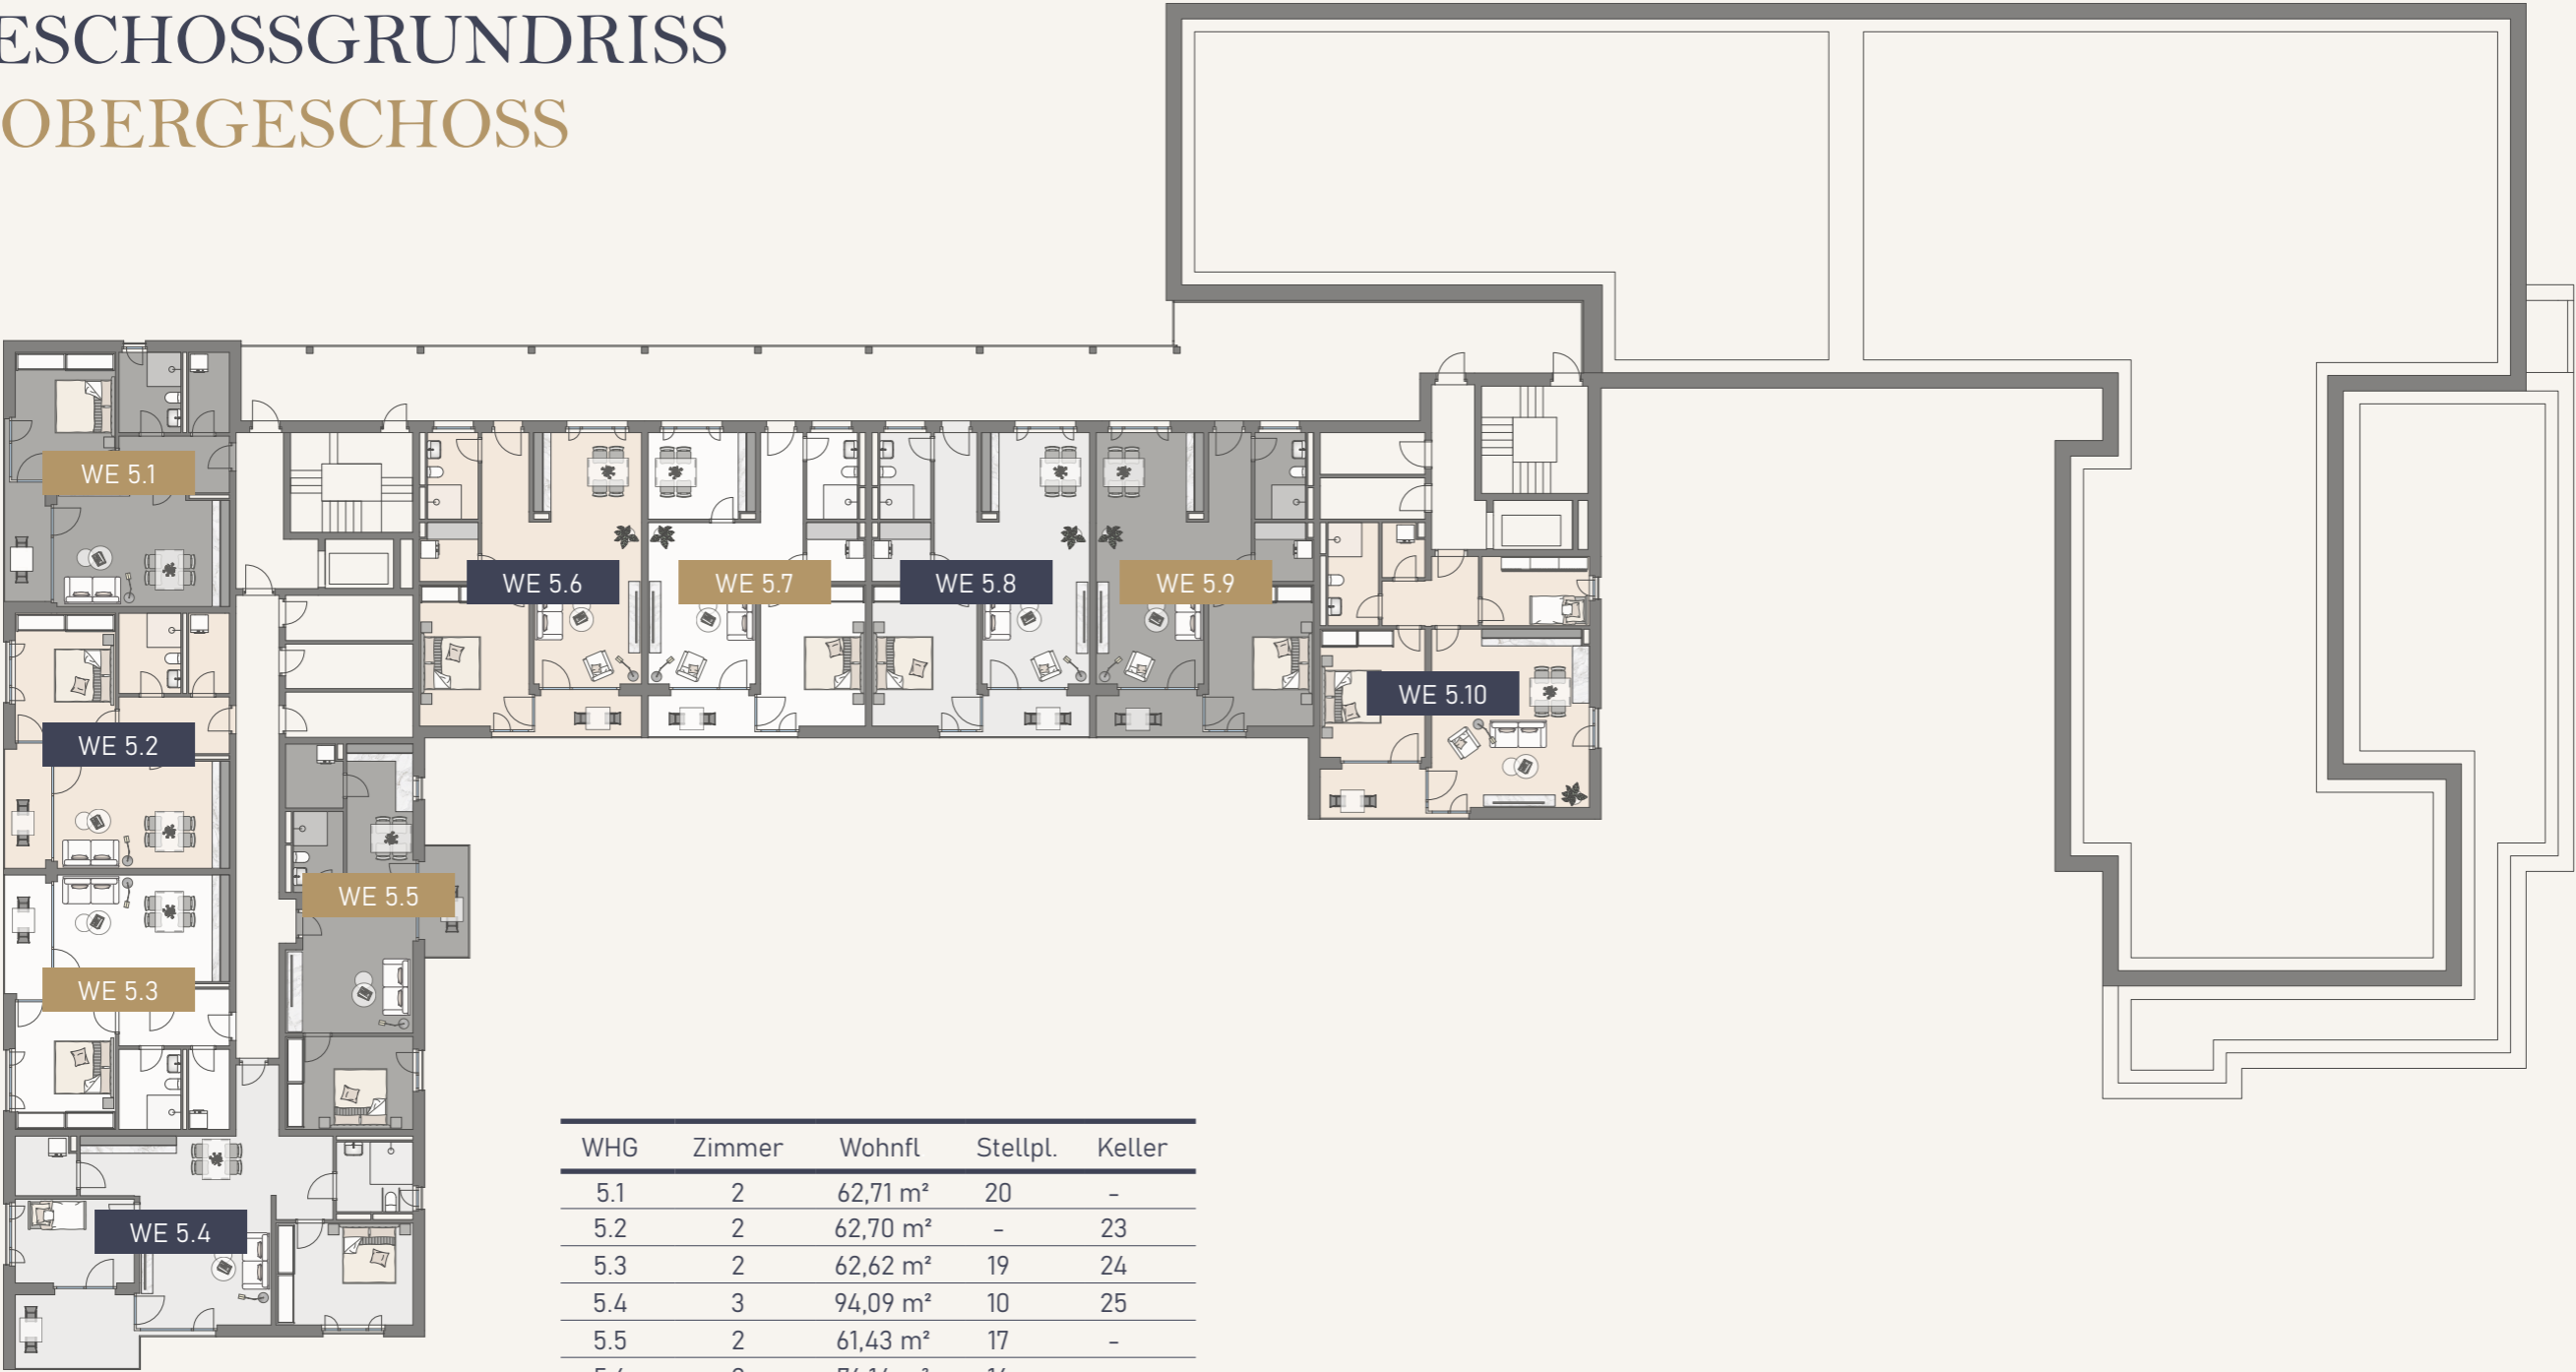 ESCHOSSGRUNDRISS
OBERGESCHOSS
WE 5.1
WE 5.6
WE 5.7
WE 5.8
WE 5.9
WE 5.10
WE 5.2
WE 5.5
WE 5.3
WE 5.4
WHG Zimmer Wohnfl Stellpl. Keller
5.1 2 62,71 m² 20 -
5.2 2 62,70 m² - 23
5.3 2 62,62 m² 19 24
5.4 3 94,09 m² 10 25
5.5 2 61,43 m² 17 -